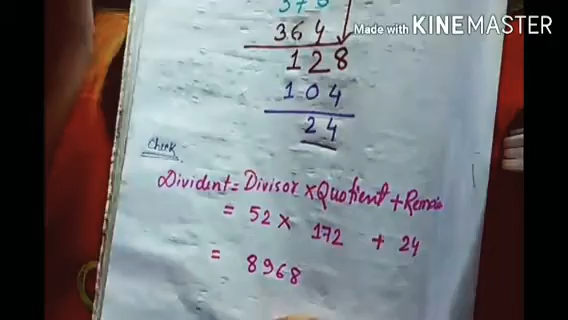 Made with KINEMASTER
364
128
104
24
Check
Divident = Divisor × Quotient + Remain
= 52 × 172 + 24
= 8968